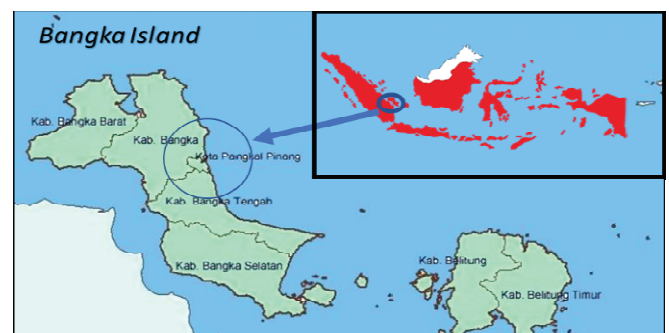 Bangka Island
Kab. Bangka Barat
Kab. Bangka
Kota Pangkal Pinang
Kab. Bangka Tengah
Kab. Bangka Selatan
Kab. Belitung
Kab. Belitung Timur